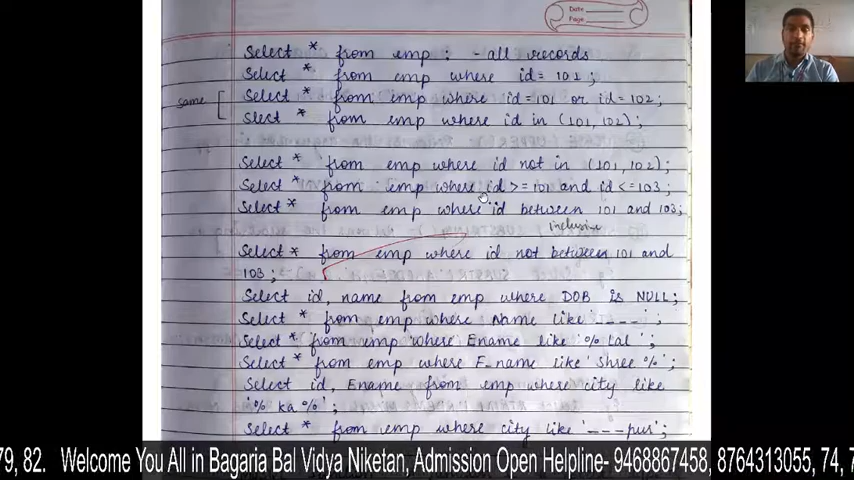 Date
Page
Select * from emp ; - all records
Select * from emp where id = 101 ;
same
Select * from emp where id = 101 or id = 102 ;
Slect * from emp where id in (101, 102) ;
Select * from emp where id not in (101, 102) ;
Select * from emp where id >= 101 and id <= 103 ;
Select * from emp where id between 101 and 103 ;
inclusive
Select * from emp where id not between 101 and
103 ;
Select id, name from emp where DOB is NULL ;
Select * from emp where Name like '_ _ _ _' ;
Select * from emp where Ename like '% Lal' ;
Select * from emp where E_name like 'Shree %' ;
Select id, Ename from emp where city like
'% ka %' ;
Select * from emp where city like '_ _ _ pur' ;
79, 82. Welcome You All in Bagaria Bal Vidya Niketan, Admission Open Helpline- 9468867458, 8764313055, 74, 7